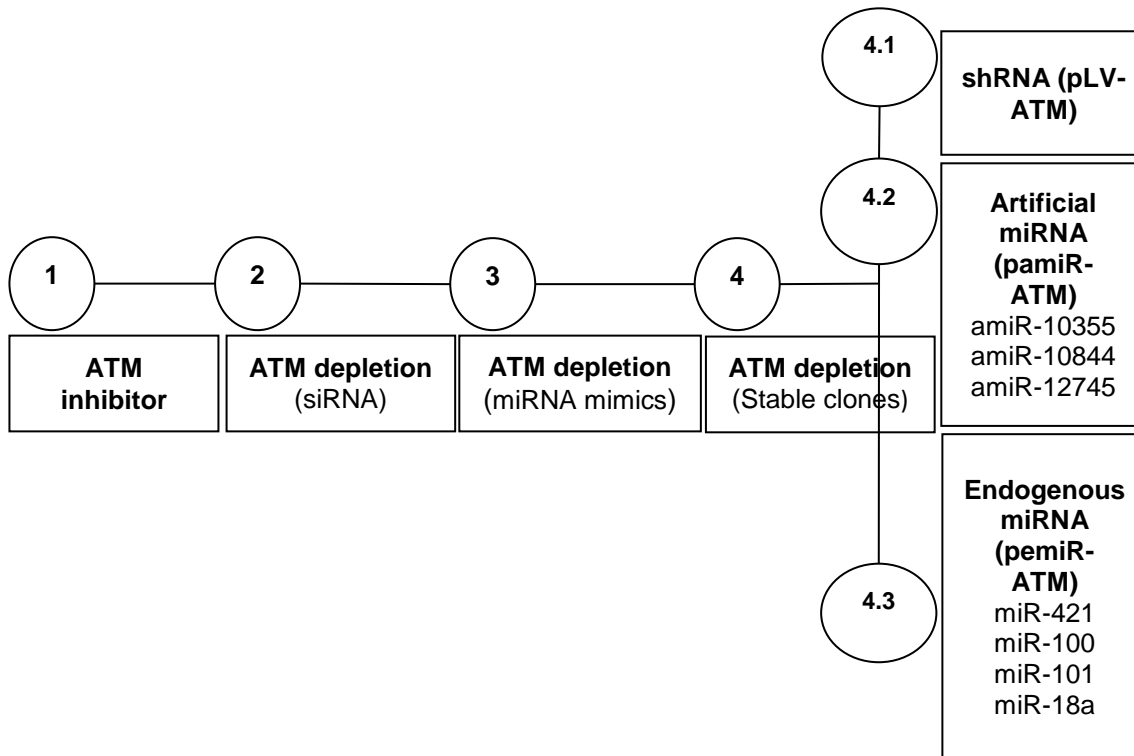 4.1
shRNA (pLV-
ATM)
4.2
Artificial
miRNA
(pamiR-
ATM)
amiR-10355
amiR-10844
amiR-12745
1
2
3
4
ATM
inhibitor
ATM depletion
(siRNA)
ATM depletion
(miRNA mimics)
ATM depletion
(Stable clones)
4.3
Endogenous
miRNA
(pemiR-
ATM)
miR-421
miR-100
miR-101
miR-18a